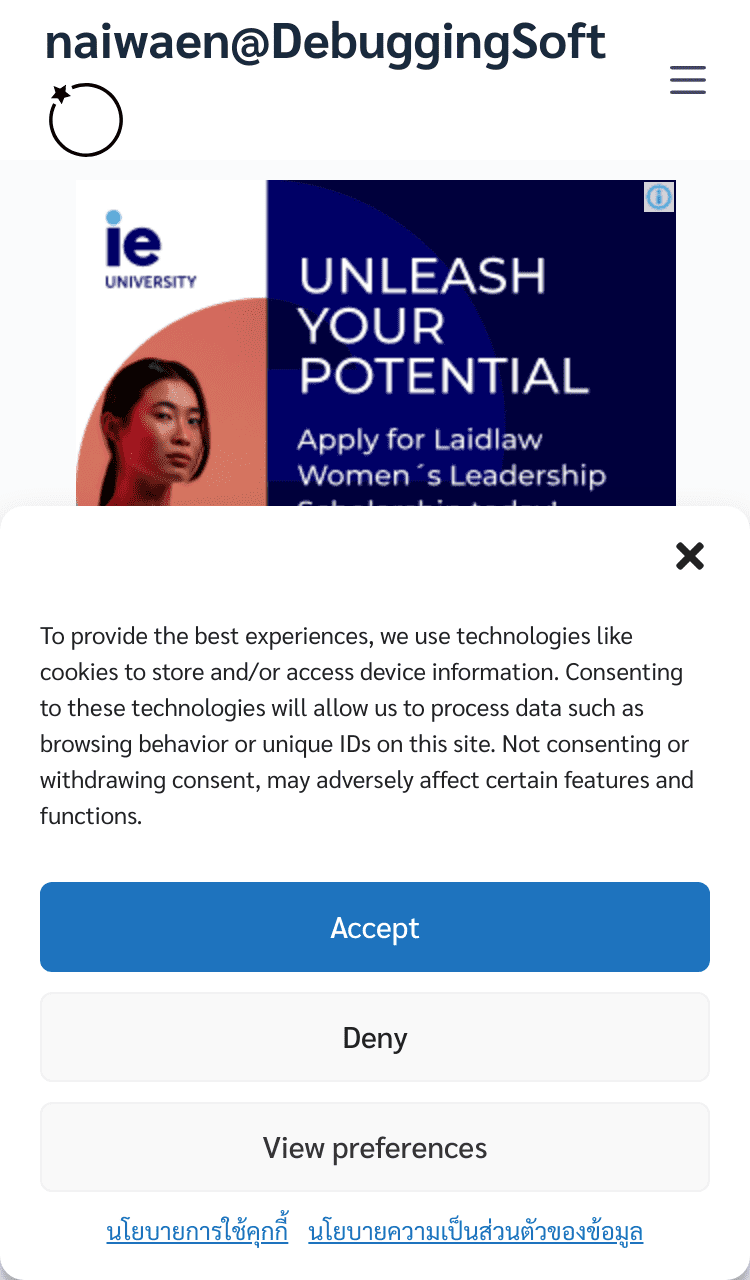 naiwaen@DebuggingSoft
ie
UNIVERSITY
UNLEASH
YOUR
POTENTIAL
Apply for Laidlaw
Women´s Leadership
Scholarship today!
To provide the best experiences, we use technologies like
cookies to store and/or access device information. Consenting
to these technologies will allow us to process data such as
browsing behavior or unique IDs on this site. Not consenting or
withdrawing consent, may adversely affect certain features and
functions.
Accept
Deny
View preferences
นโยบายการใช้คุกกี้ นโยบายความเป็นส่วนตัวของข้อมูล